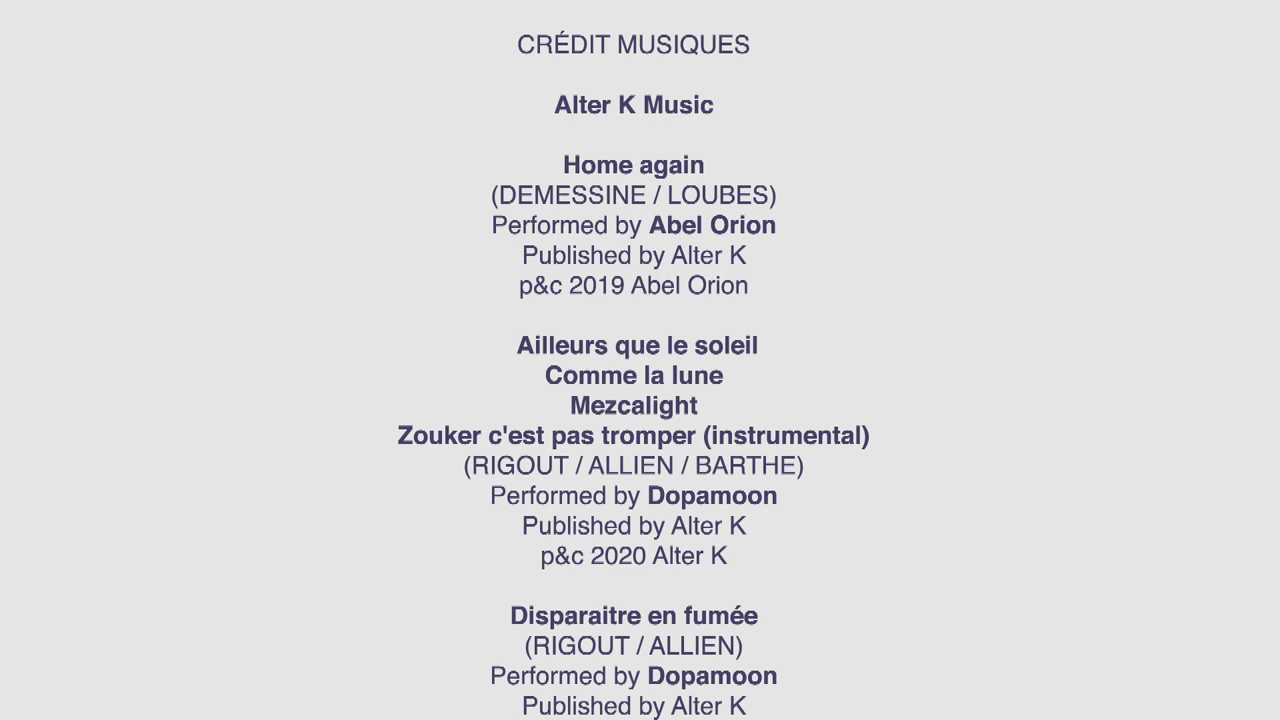 CRÉDIT MUSIQUES
Alter K Music
Home again
(DEMESSINE / LOUBES)
Performed by Abel Orion
Published by Alter K
p&c 2019 Abel Orion
Ailleurs que le soleil
Comme la lune
Mezcalight
Zouker c'est pas tromper (instrumental)
(RIGOUT / ALLIEN / BARTHE)
Performed by Dopamoon
Published by Alter K
p&c 2020 Alter K
Disparaitre en fumée
(RIGOUT / ALLIEN)
Performed by Dopamoon
Published by Alter K